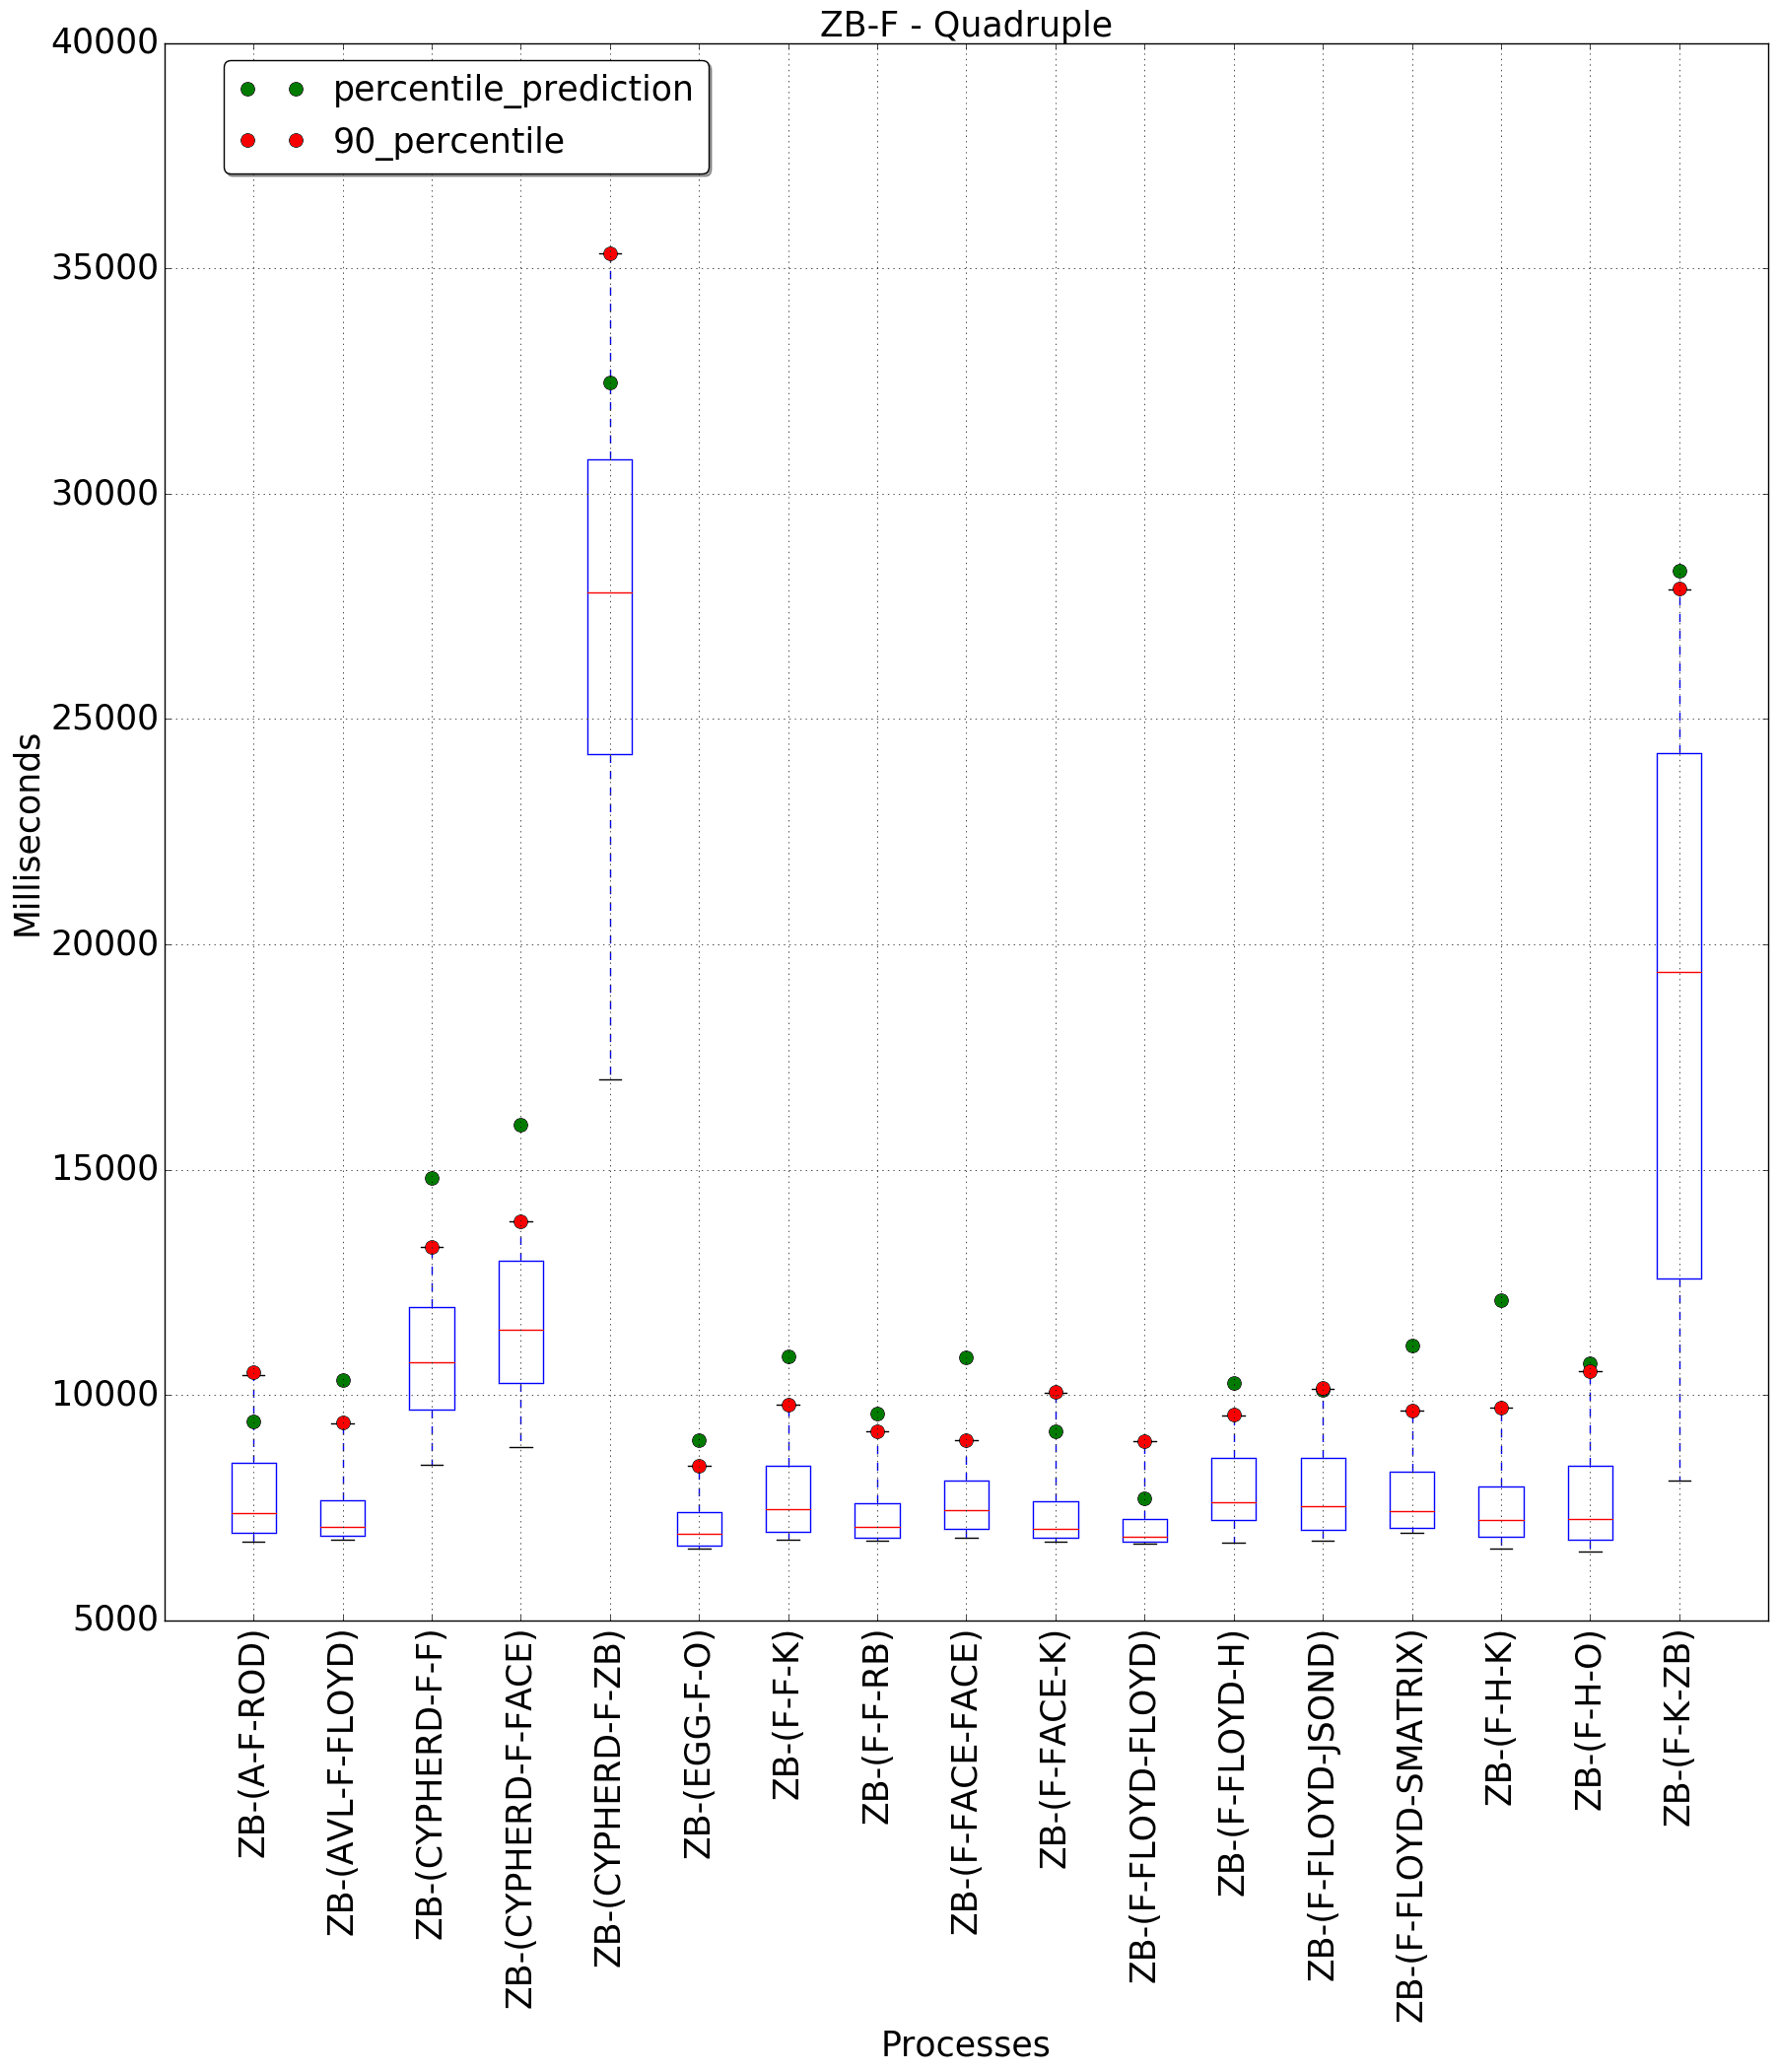 ZB-F - Quadruple
percentile_prediction
90_percentile
40000
35000
30000
25000
20000
15000
10000
5000
Milliseconds
ZB-(A-F-ROD)
ZB-(AVL-F-FLOYD)
ZB-(CYPHERD-F-F)
ZB-(CYPHERD-F-FACE)
ZB-(CYPHERD-F-ZB)
ZB-(EGG-F-O)
ZB-(F-F-K)
ZB-(F-F-RB)
ZB-(F-FACE-FACE)
ZB-(F-FACE-K)
ZB-(F-FLOYD-FLOYD)
ZB-(F-FLOYD-H)
ZB-(F-FLOYD-JSOND)
ZB-(F-FLOYD-SMATRIX)
ZB-(F-H-K)
ZB-(F-H-O)
ZB-(F-K-ZB)
Processes